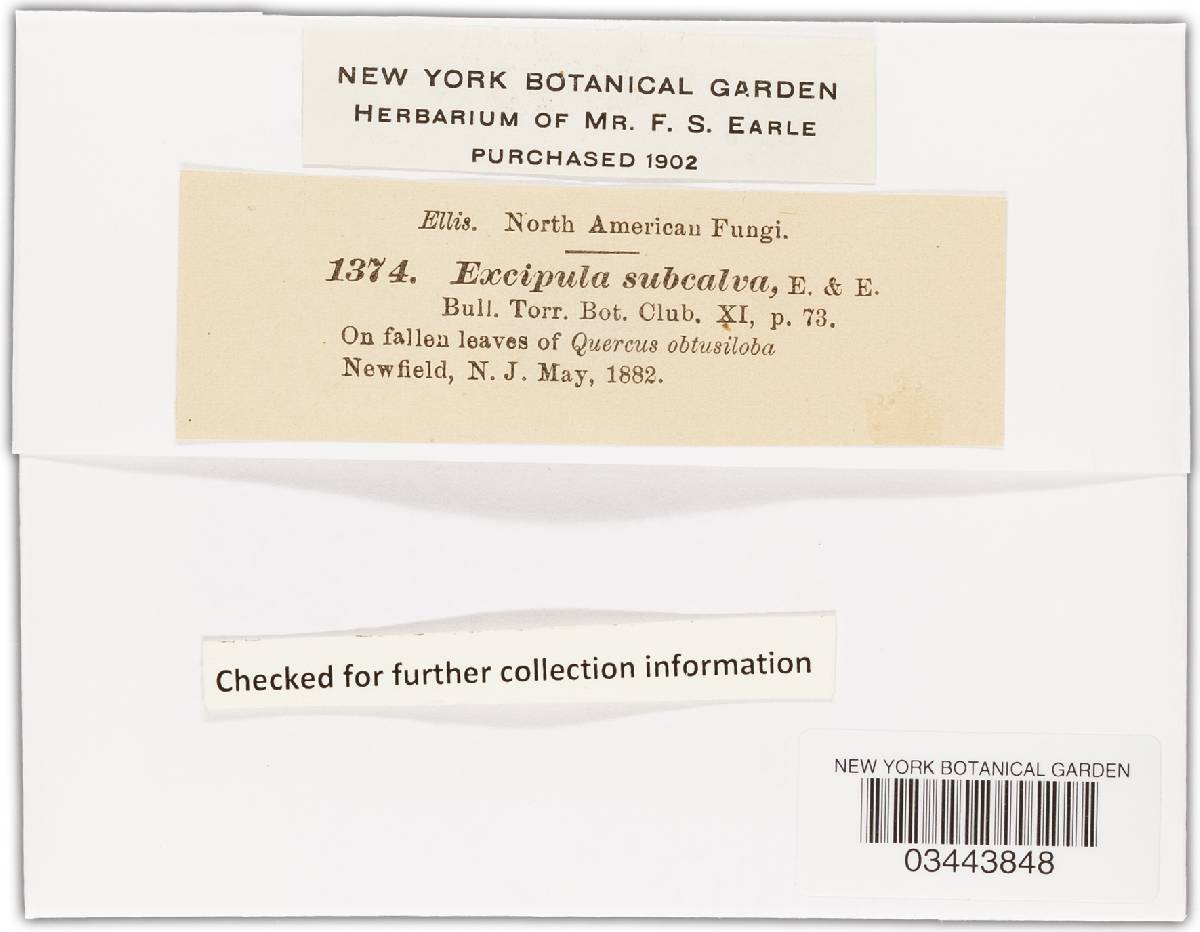 NEW YORK BOTANICAL GARDEN
HERBARIUM OF MR. F. S. EARLE
PURCHASED 1902
Ellis. North American Fungi.
1374. Excipula subcalva, E. & E.
Bull. Torr. Bot. Club. XI, p. 73.
On fallen leaves of Quercus obtusiloba
Newfield, N. J. May, 1882.
Checked for further collection information
NEW YORK BOTANICAL GARDEN
03443848